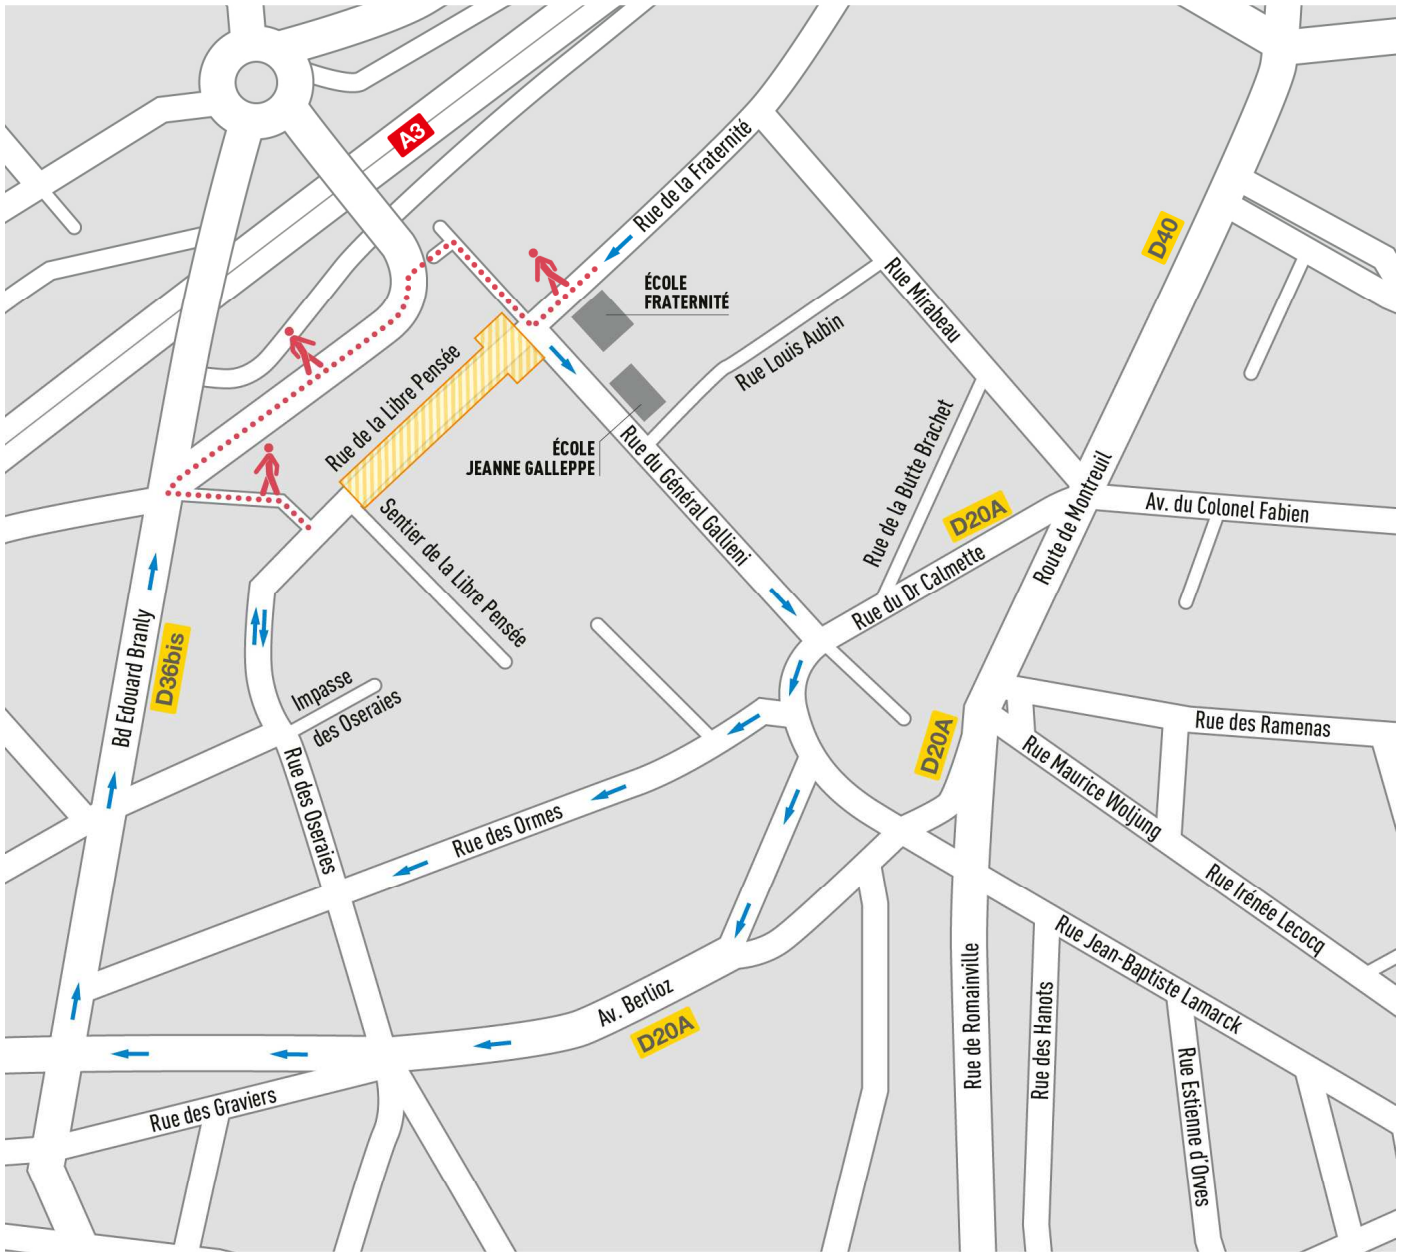 A3
Rue de la Fraternité
D40
ÉCOLE
FRATERNITÉ
Rue Mirabeau
Rue Louis Aubin
Rue de la Libre Pensée
ÉCOLE
JEANNE GALLEPPE
Rue du Général Gallieni
Rue de la Butte Brachet
D20A
Route de Montreuil
Av. du Colonel Fabien
Sentier de la Libre Pensée
Rue du Dr Calmette
Bd Edouard Branly
D36bis
Impasse
des Oseraies
D20A
Rue des Ramenas
Rue des Oseraies
Rue Maurice Woljung
Rue des Ormes
Rue Irénée Lecocq
Rue Jean-Baptiste Lamarck
Av. Berlioz
D20A
Rue de Romainville
Rue des Hanots
Rue des Graviers
Rue Estienne d'Orves